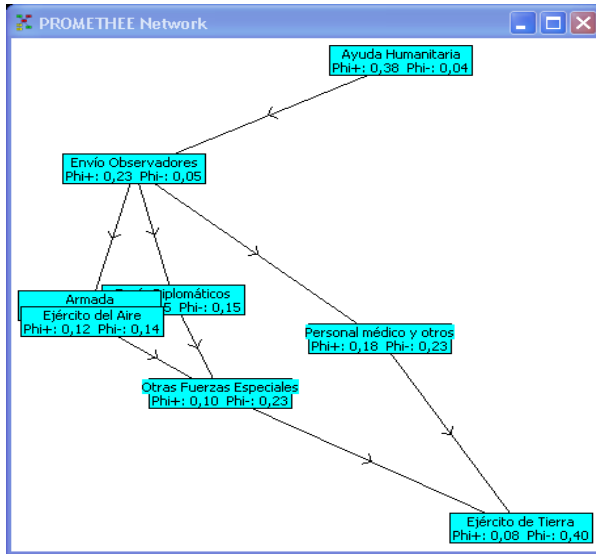 PROMETHEE Network
Ayuda Humanitaria
Phi+: 0,38 Phi-: 0,04
Envío Observadores
Phi+: 0,23 Phi-: 0,05
Diplomáticos
Phi-: 0,15
Armada
Ejército del Aire
Phi+: 0,12 Phi-: 0,14
Personal médico y otros
Phi+: 0,18 Phi-: 0,23
Otras Fuerzas Especiales
Phi+: 0,10 Phi-: 0,23
Ejército de Tierra
Phi+: 0,08 Phi-: 0,40